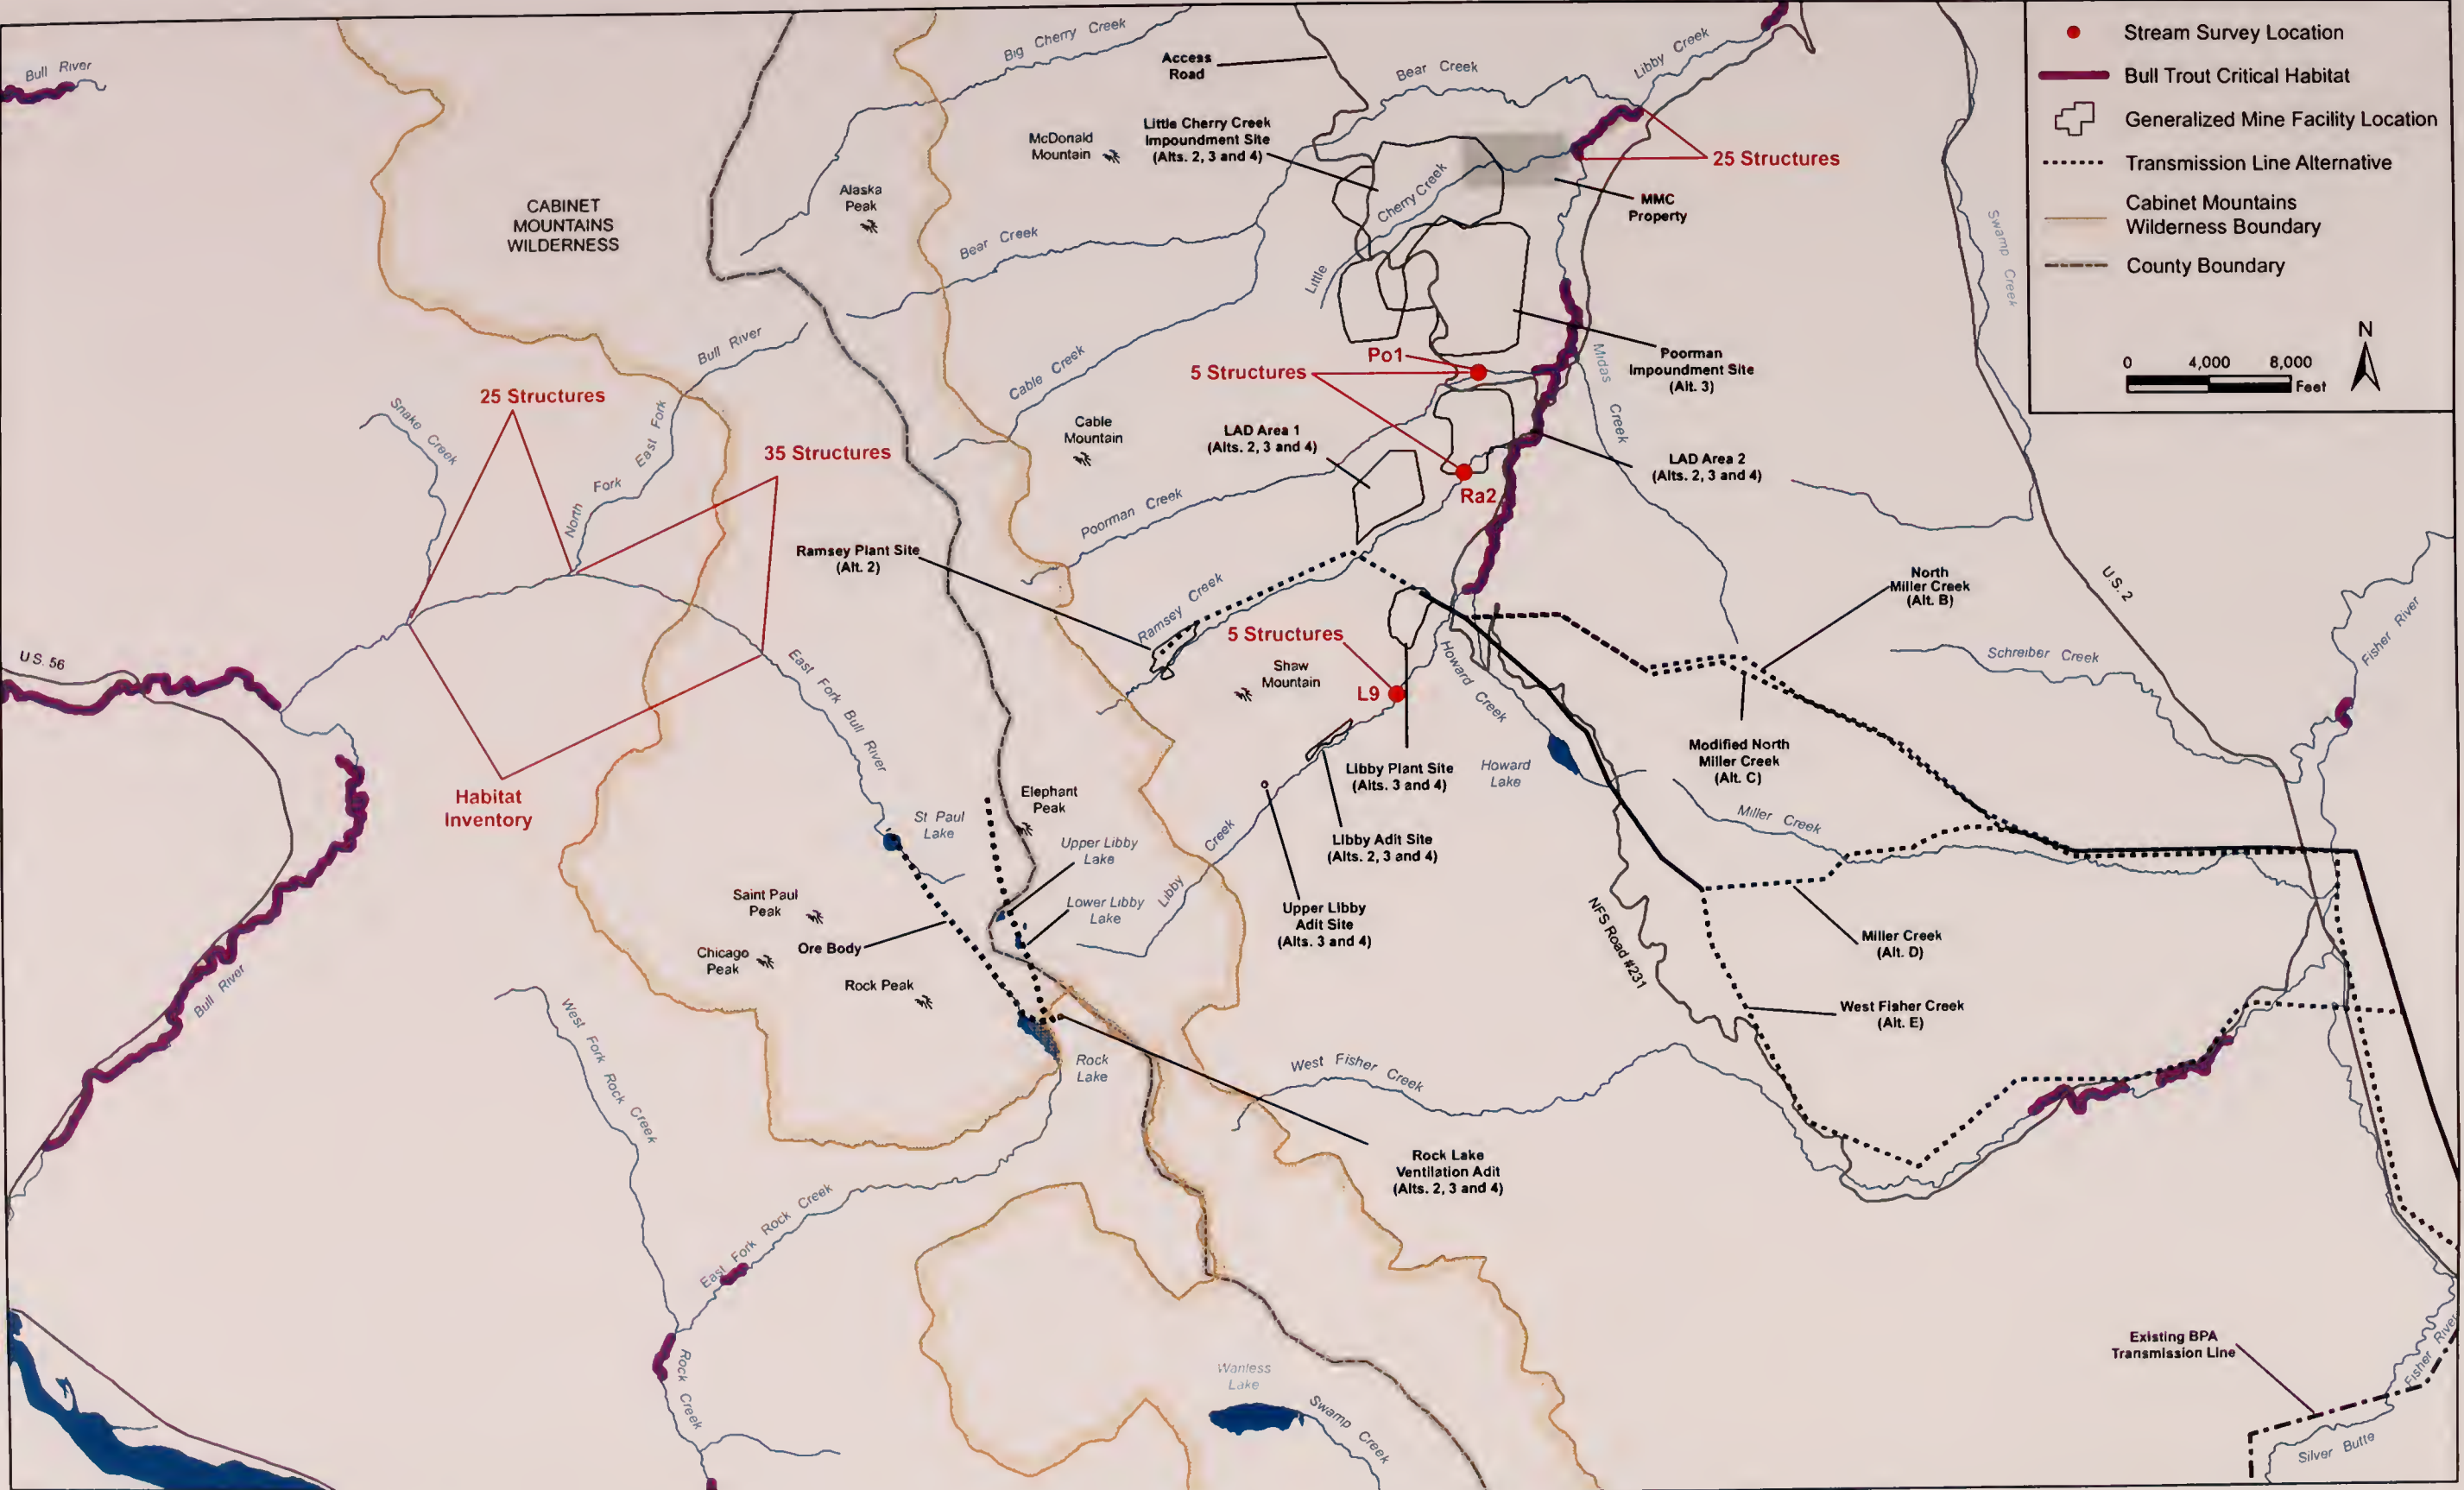 Stream Survey Location
Bull Trout Critical Habitat
Generalized Mine Facility Location
Transmission Line Alternative
Cabinet Mountains
Wilderness Boundary
County Boundary
0 4,000 8,000
Feet
N
Bull River
Big Cherry Creek
Access
Road
Bear Creek
Libby Creek
McDonald
Mountain
Little Cherry Creek
Impoundment Site
(Alts. 2, 3 and 4)
25 Structures
Alaska
Peak
CABINET
MOUNTAINS
WILDERNESS
Cherry Creek
Little
MMC
Property
Swamp Creek
Bear Creek
Bull River
East Fork
North Fork
Cable Creek
Po1
5 Structures
Poorman
Impoundment Site
(Alt. 3)
Midas Creek
25 Structures
Snake Creek
35 Structures
Cable
Mountain
LAD Area 1
(Alts. 2, 3 and 4)
LAD Area 2
(Alts. 2, 3 and 4)
Ra2
Poorman Creek
Ramsey Plant Site
(Alt. 2)
Ramsey Creek
North
Miller Creek
(Alt. B)
U.S. 2
Fisher River
U.S. 56
East Fork Bull River
5 Structures
Shaw
Mountain
L9
Howard Creek
Schreiber Creek
Habitat
Inventory
Libby Plant Site
(Alts. 3 and 4)
Howard
Lake
Modified North
Miller Creek
(Alt. C)
Elephant
Peak
St Paul
Lake
Upper Libby
Lake
Libby Creek
Libby Adit Site
(Alts. 2, 3 and 4)
Miller Creek
Saint Paul
Peak
Lower Libby
Lake
Upper Libby
Adit Site
(Alts. 3 and 4)
NFS Road #231
Miller Creek
(Alt. D)
Chicago
Peak
Ore Body
Rock Peak
West Fisher Creek
(Alt. E)
Bull River
West Fork Rock Creek
Rock
Lake
West Fisher Creek
Rock Lake
Ventilation Adit
(Alts. 2, 3 and 4)
East Fork Rock Creek
Rock Creek
Wanless
Lake
Swamp Creek
Existing BPA
Transmission Line
Fisher River
Silver Butte